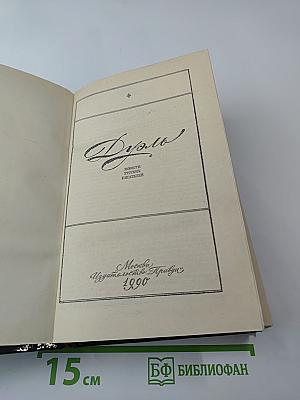 Дуэль
ПОВЕСТИ
РУССКИХ
ПИСАТЕЛЕЙ
Москва
Издательство „Правда"
1990
15 см
БФ БИБЛИОФАН